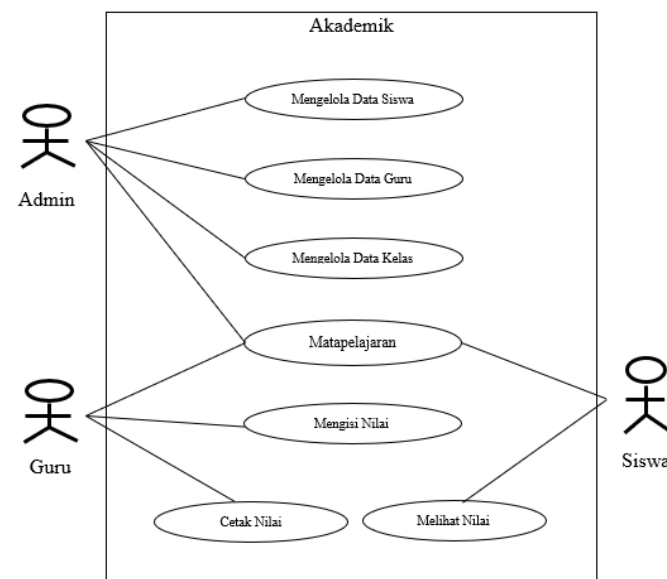 Akademik
Mengelola Data Siswa
Admin
Mengelola Data Guru
Mengelola Data Kelas
Matapelajaran
Guru
Mengisi Nilai
Siswa
Cetak Nilai
Melihat Nilai